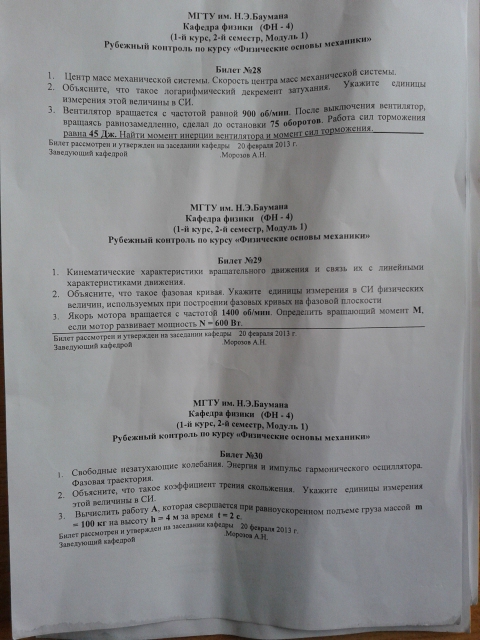 МГТУ им. Н.Э.Баумана
Кафедра физики (ФН - 4)
(1-й курс, 2-й семестр, Модуль 1)
Рубежный контроль по курсу «Физические основы механики»
Билет №28
1. Центр масс механической системы. Скорость центра масс механической системы.
2. Объясните, что такое логарифмический декремент затухания. Укажите единицы
измерения этой величины в СИ.
3. Вентилятор вращается с частотой равной 900 об/мин. После выключения вентилятор,
вращаясь равнозамедленно, сделал до остановки 75 оборотов. Работа сил торможения
равна 45 Дж. Найти момент инерции вентилятора и момент сил торможения.
Билет рассмотрен и утвержден на заседании кафедры 20 февраля 2013 г.
Заведующий кафедрой .Морозов А.Н.
МГТУ им. Н.Э.Баумана
Кафедра физики (ФН - 4)
(1-й курс, 2-й семестр, Модуль 1)
Рубежный контроль по курсу «Физические основы механики»
Билет №29
1. Кинематические характеристики вращательного движения и связь их с линейными
характеристиками движения.
2. Объясните, что такое фазовая кривая. Укажите единицы измерения в СИ физических
величин, используемых при построении фазовых кривых на фазовой плоскости
3. Якорь мотора вращается с частотой 1400 об/мин. Определить вращающий момент M,
если мотор развивает мощность N = 600 Вт.
Билет рассмотрен и утвержден на заседании кафедры 20 февраля 2013 г.
Заведующий кафедрой Морозов А.Н.
МГТУ им. Н.Э.Баумана
Кафедра физики (ФН - 4)
(1-й курс, 2-й семестр, Модуль 1)
Рубежный контроль по курсу «Физические основы механики»
Билет №30
1. Свободные незатухающие колебания. Энергия и импульс гармонического осциллятора.
Фазовая траектория.
2. Объясните, что такое коэффициент трения скольжения. Укажите единицы измерения
этой величины в СИ.
3. Вычислить работу A, которая свершается при равноускоренном подъеме груза массой m
= 100 кг на высоту h = 4 м за время t = 2 с.
Билет рассмотрен и утвержден на заседании кафедры 20 февраля 2013 г.
Заведующий кафедрой .Морозов А.Н.